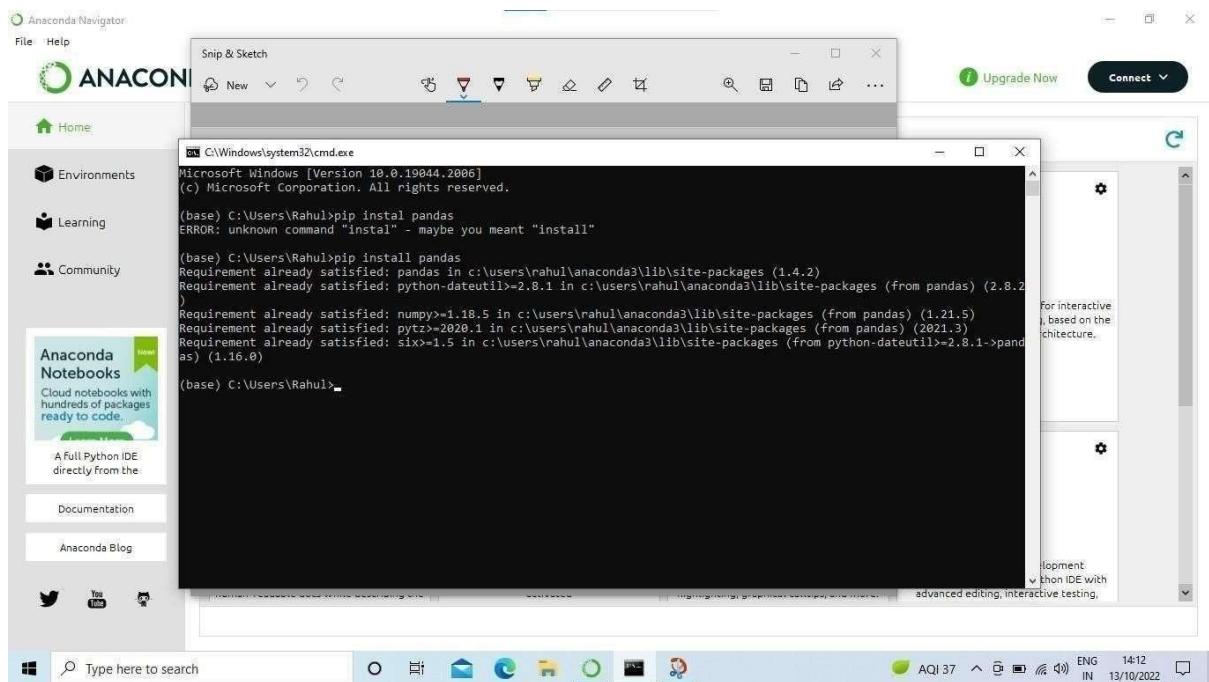 Anaconda Navigator
File Help
Snip & Sketch
ANACON
New
Upgrade Now
Connect
Home
Environments
Learning
Community
C:\Windows\system32\cmd.exe
Microsoft Windows [Version 10.0.19044.2006]
(c) Microsoft Corporation. All rights reserved.
(base) C:\Users\Rahul>pip instal pandas
ERROR: unknown command "instal" - maybe you meant "install"
(base) C:\Users\Rahul>pip install pandas
Requirement already satisfied: pandas in c:\users\rahul\anaconda3\lib\site-packages (1.4.2)
Requirement already satisfied: python-dateutil>=2.8.1 in c:\users\rahul\anaconda3\lib\site-packages (from pandas) (2.8.2
)
Requirement already satisfied: numpy>=1.18.5 in c:\users\rahul\anaconda3\lib\site-packages (from pandas) (1.21.5)
Requirement already satisfied: pytz>=2020.1 in c:\users\rahul\anaconda3\lib\site-packages (from pandas) (2021.3)
Requirement already satisfied: six>=1.5 in c:\users\rahul\anaconda3\lib\site-packages (from python-dateutil>=2.8.1->pand
as) (1.16.0)
(base) C:\Users\Rahul>
for interactive
, based on the
rchitecture.
Anaconda
Notebooks
Cloud notebooks with
hundreds of packages
ready to code.
A full Python IDE
directly from the
Documentation
Anaconda Blog
You
Tube
lopment
thon IDE with
advanced editing, interactive testing,
Type here to search
AQI 37
ENG
IN
14:12
13/10/2022